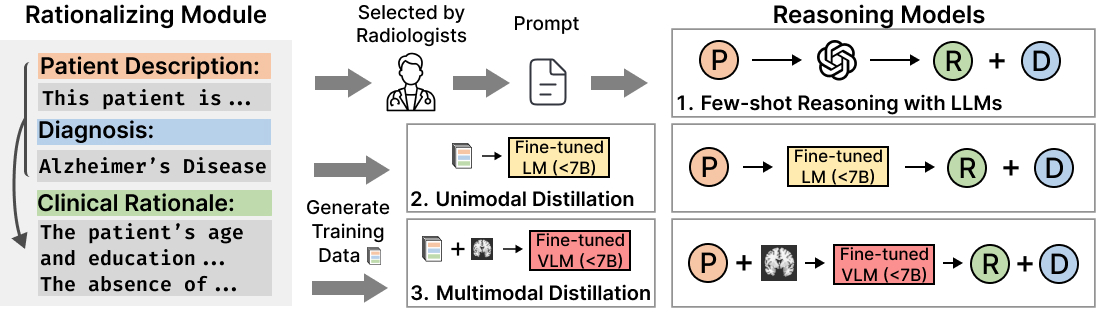 Rationalizing Module
Patient Description:
This patient is...
Diagnosis:
Alzheimer's Disease
Clinical Rationale:
The patient's age
and education...
The absence of...
Selected by
Radiologists
Prompt
Generate
Training
Data
Fine-tuned
LM (<7B)
2. Unimodal Distillation
+
Fine-tuned
VLM (<7B)
3. Multimodal Distillation
Reasoning Models
P R + D
1. Few-shot Reasoning with LLMs
P Fine-tuned
LM (<7B) R + D
P + Fine-tuned
VLM (<7B) R + D